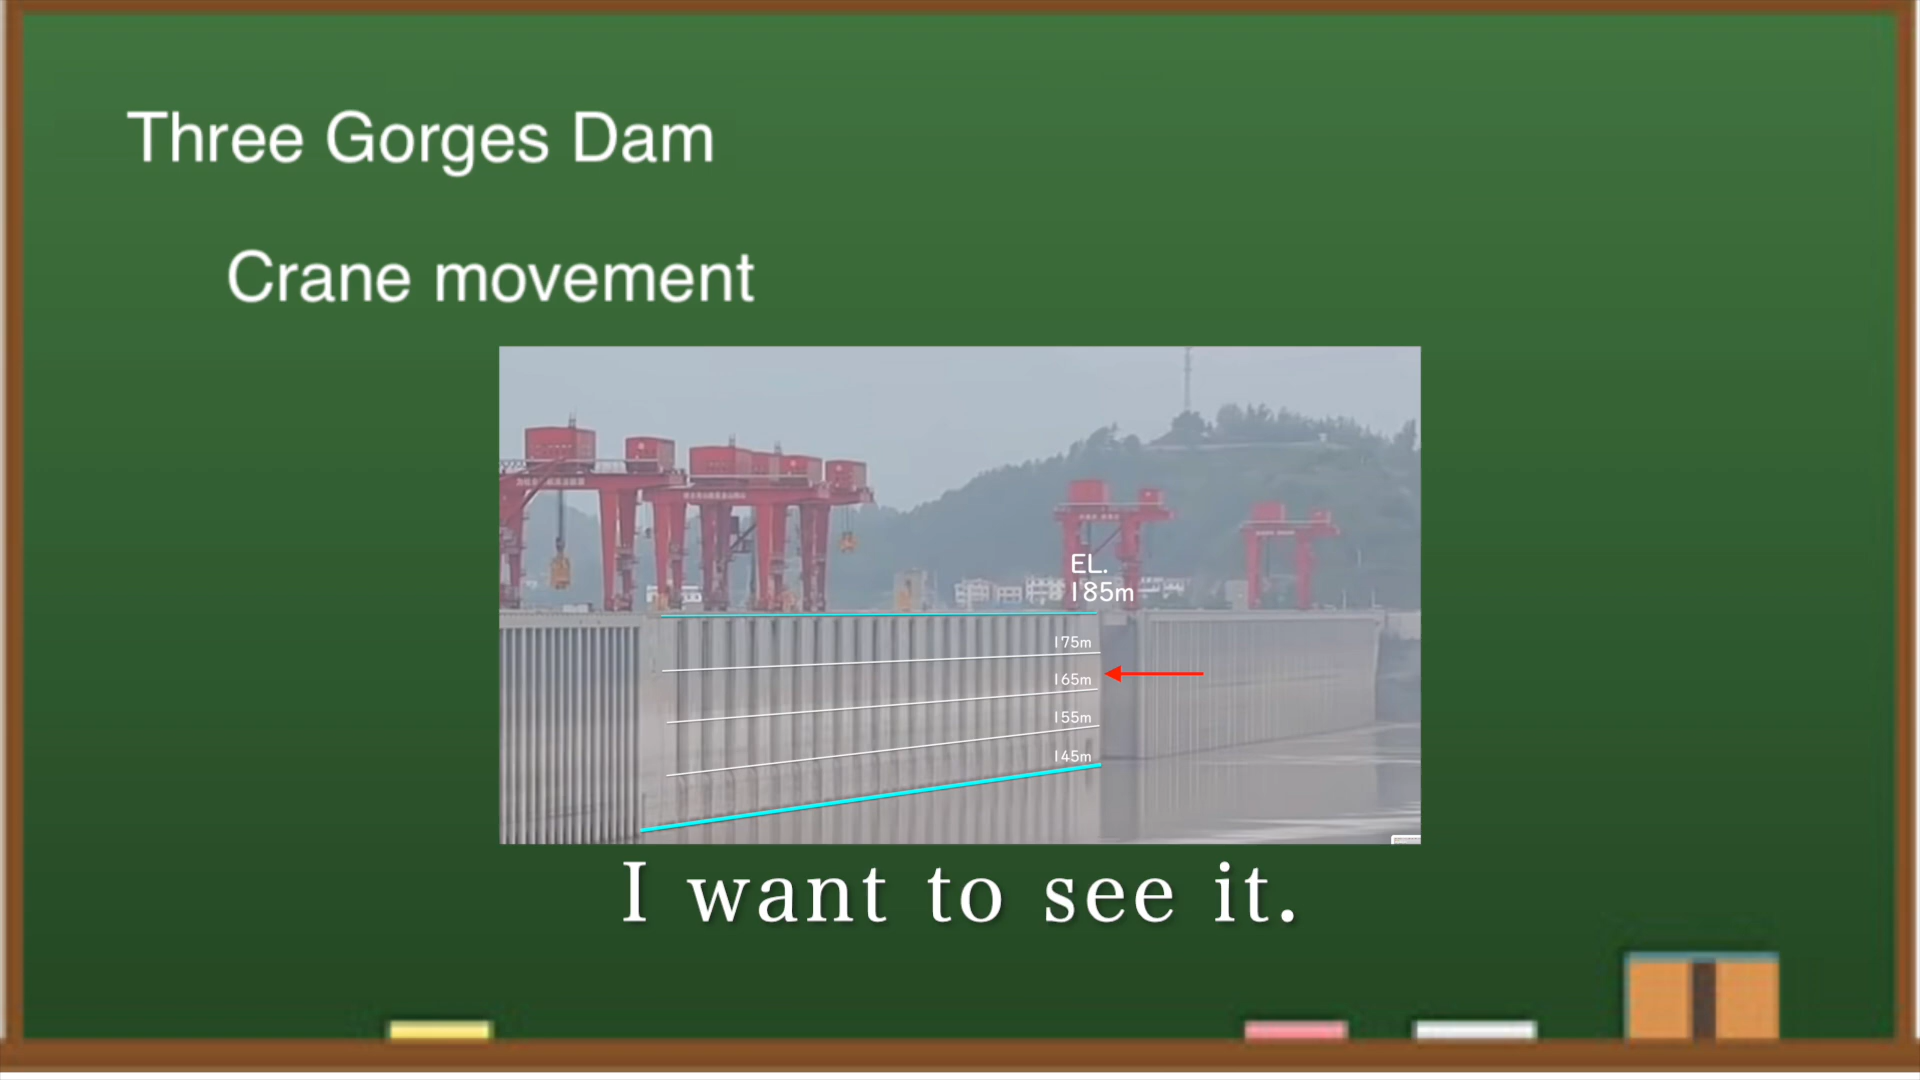 Three Gorges Dam
Crane movement
EL.
185m
175m
165m
155m
145m
I want to see it.